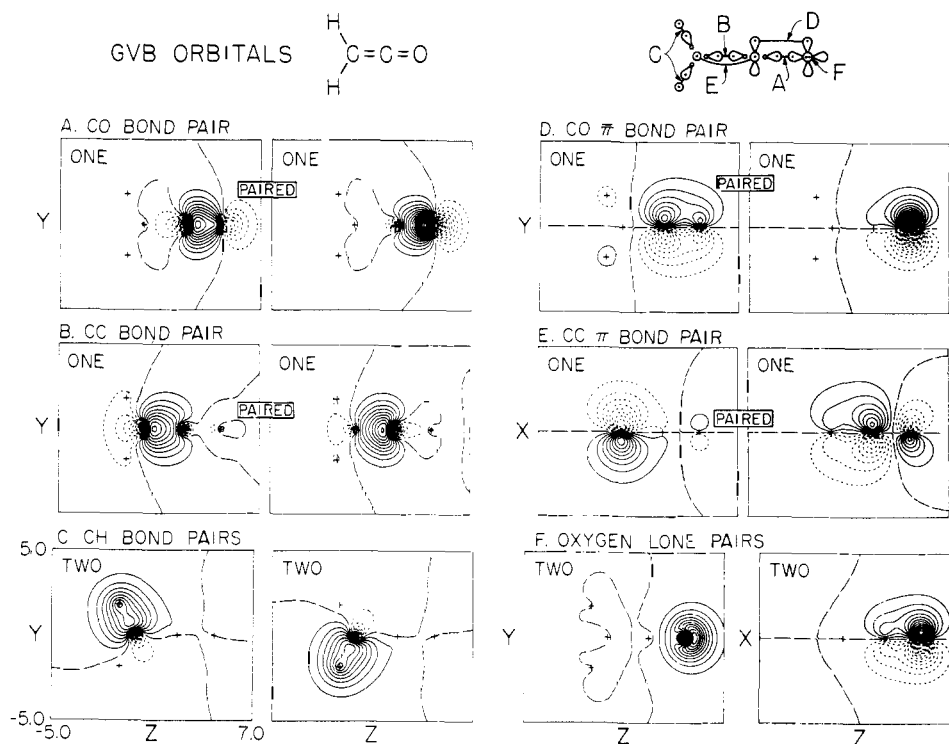 GVB ORBITALS
H
C=C=O
H
B
D
C
E
A
F
A. CO BOND PAIR
ONE
PAIRED
ONE
Y
D. CO π BOND PAIR
ONE
PAIRED
ONE
Y
B. CC BOND PAIR
ONE
PAIRED
ONE
Y
E. CC π BOND PAIR
ONE
PAIRED
ONE
X
C CH BOND PAIRS
5.0
TWO
TWO
Y
-5.0
-5.0
Z
7.0
Z
F. OXYGEN LONE PAIRS
TWO
TWO
Y
X
Z